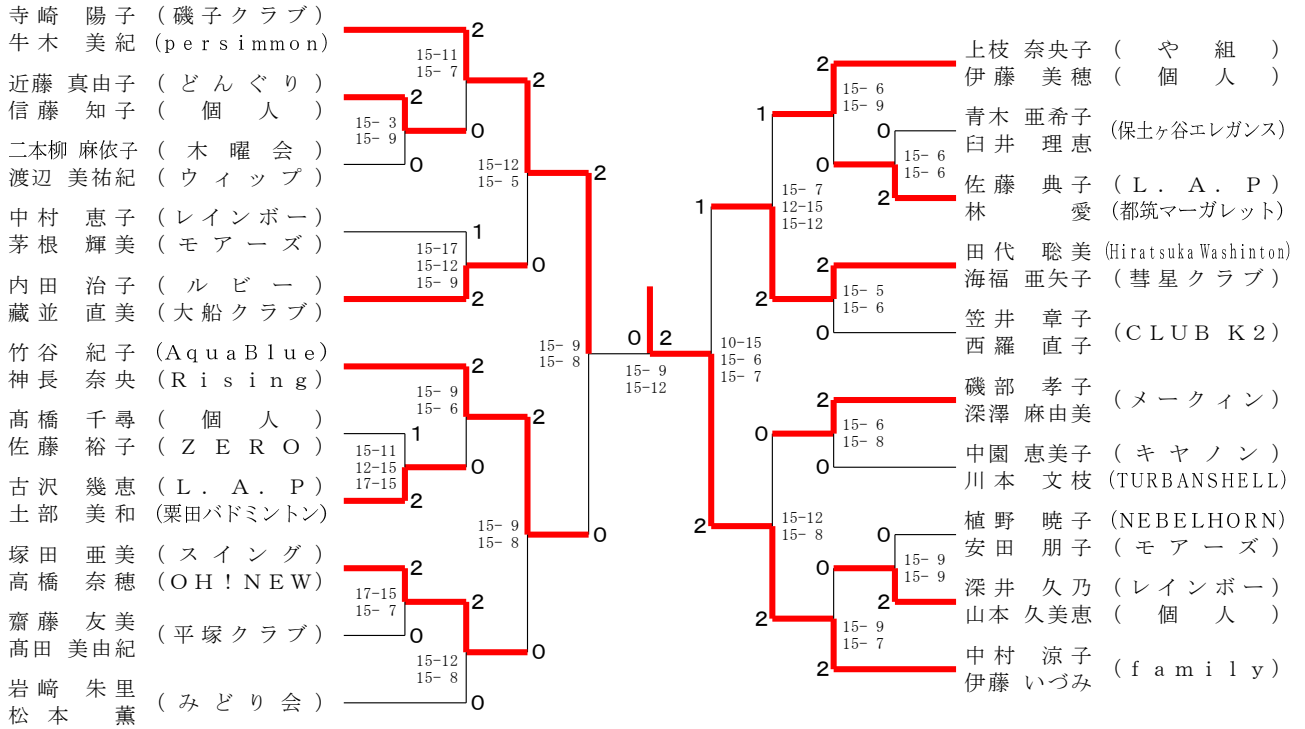 寺崎 陽子 (磯子クラブ)
牛木 美紀 (persimmon)
近藤 真由子 (どんぐり)
信藤 知子 (個人)
二本柳 麻依子 (木曜会)
渡辺 美祐紀 (ウィップ)
中村 恵子 (レインボー)
茅根 輝美 (モアーズ)
内田 治子 (ルビー)
藏並 直美 (大船クラブ)
竹谷 紀子 (AquaBlue)
神長 奈央 (Rising)
髙橋 千尋 (個人)
佐藤 裕子 (ZERO)
古沢 幾恵 (L.A.P)
土部 美和 (栗田バドミントン)
塚田 亜美 (スイング)
高橋 奈穂 (OH!NEW)
齋藤 友美
髙田 美由紀
(平塚クラブ)
岩﨑 朱里
松本 薫
(みどり会)
2
15-11
15- 7
2
2
15- 3
15- 9
0
0
15-12
15- 5
2
1
15-17
15-12
15- 9
0
2
15- 9
15- 8
2
15- 9
15- 6
2
1
15-11
12-15
17-15
0
2
15- 9
15- 8
0
2
17-15
15- 7
2
0
0
15-12
15- 8
0
0 2
15- 9
15-12
2
15- 6
15- 9
1
0
0
15- 6
15- 6
2
15- 7
12-15
15-12
1
2
15- 5
15- 6
2
0
10-15
15- 6
15- 7
2
15- 6
15- 8
0
0
15-12
15- 8
2
0
15- 9
15- 9
0
2
15- 9
15- 7
2
2
上枝 奈央子 (や組)
伊藤 美穂 (個人)
青木 亜希子
臼井 理恵
(保土ヶ谷エレガンス)
佐藤 典子 (L.A.P)
林 愛 (都筑マーガレット)
田代 聡美 (Hiratsuka Washinton)
海福 亜矢子 (彗星クラブ)
笠井 章子
西羅 直子
(CLUB K2)
磯部 孝子
深澤 麻由美
(メークィン)
中園 恵美子 (キヤノン)
川本 文枝 (TURBANSHELL)
植野 暁子 (NEBELHORN)
安田 朋子 (モアーズ)
深井 久乃 (レインボー)
山本 久美恵 (個人)
中村 涼子
伊藤 いづみ
(family)